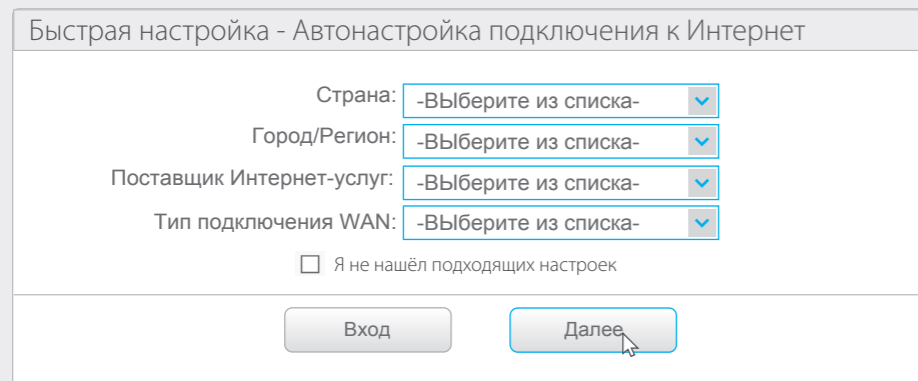 Быстрая настройка - Автонастройка подключения к Интернет
Страна: -ВЫберите из списка-
Город/Регион: -ВЫберите из списка-
Поставщик Интернет-услуг: -ВЫберите из списка-
Тип подключения WAN: -ВЫберите из списка-
Я не нашёл подходящих настроек
Вход Далее